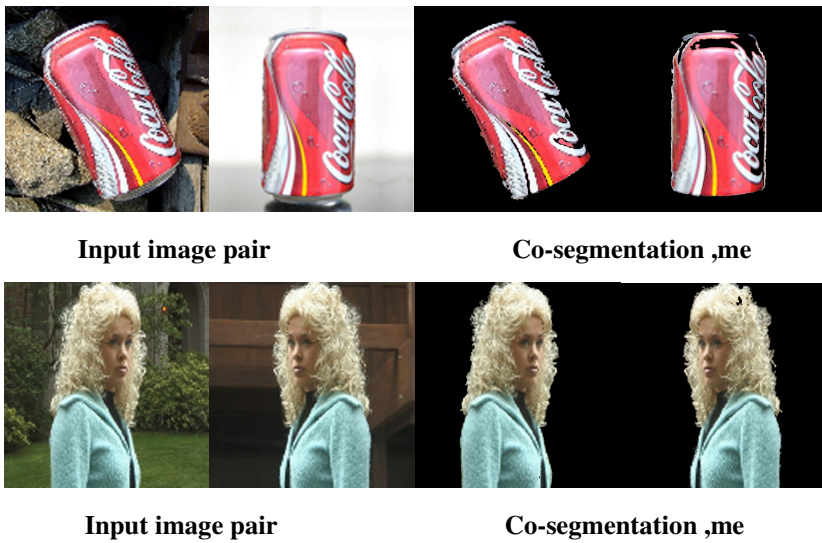 Coca-Cola Coca-Cola Coca-Cola Coca-Cola
Input image pair Co-segmentation ,me
Input image pair Co-segmentation ,me